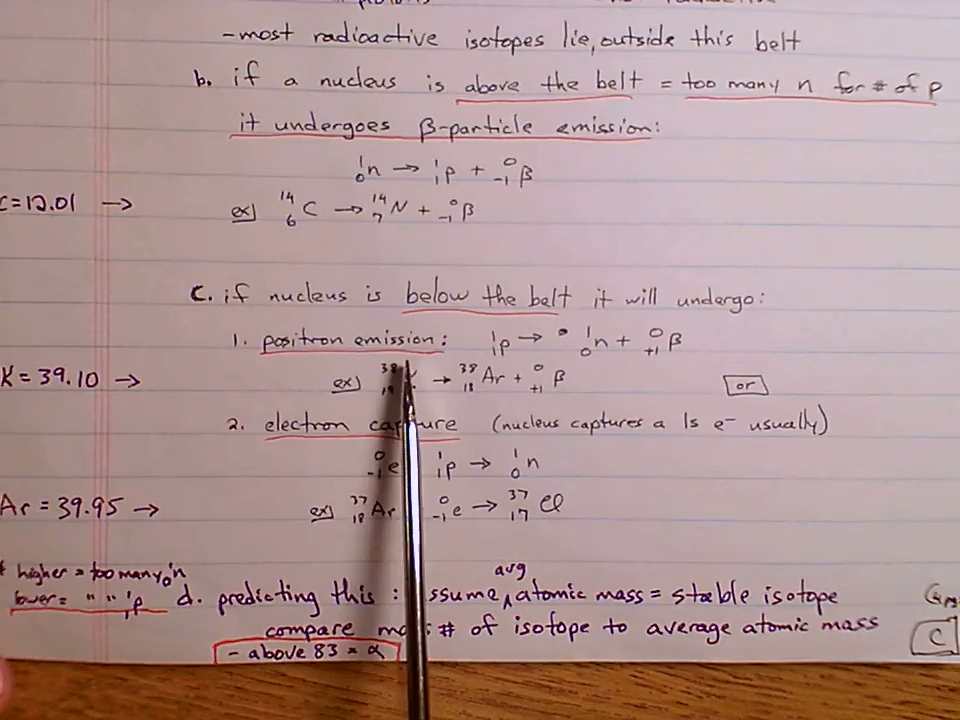 -most radioactive isotopes lie, outside this belt
b. if a nucleus is above the belt = too many n for # of p
it undergoes β-particle emission:
¹₀n → ¹₁p + ⁰₋₁β
C = 12.01 → ex) ¹⁴₆C → ¹⁴₇N + ⁰₋₁β
c. if nucleus is below the belt it will undergo:
1. positron emission: ¹₁p → ¹₀n + ⁰₊₁β
K = 39.10 → ex) ³⁸₁₉ → ³⁸₁₈Ar + ⁰₊₁β or
2. electron capture (nucleus captures a 1s e⁻ usually)
⁰₋₁e ¹₁p → ¹₀n
Ar = 39.95 → ex) ³⁷₁₈Ar ⁰₋₁e → ³⁷₁₇Cl
* higher = too many ¹₀n
lower = " " ¹₁p d. predicting this : ssume avg atomic mass = stable isotope
compare # of isotope to average atomic mass
- above 83 = α
C